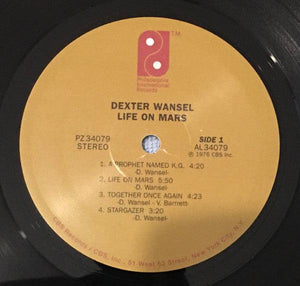 TM
Philadelphia
International
Records
DEXTER WANSEL
LIFE ON MARS
PZ 34079
STEREO
SIDE 1
AL34079
℗ 1976 CBS Inc.
1. A PROPHET NAMED K.G. 4:20
-D. Wansel-
2. LIFE ON MARS 5:50
-D. Wansel-
3. TOGETHER ONCE AGAIN 4:23
-D. Wansel - V. Barrett-
4. STARGAZER 3:20
-D. Wansel-
CBS Records / CBS, Inc., 51 West 52 Street, New York City, N.Y.